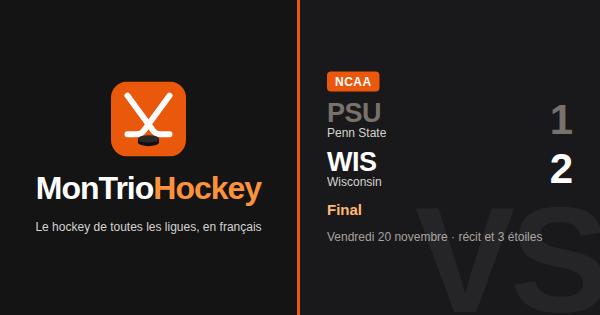 MonTrioHockey
Le hockey de toutes les ligues, en français
NCAA
PSU 1
Penn State
WIS 2
Wisconsin
Final
Vendredi 20 novembre · récit et 3 étoiles
VS